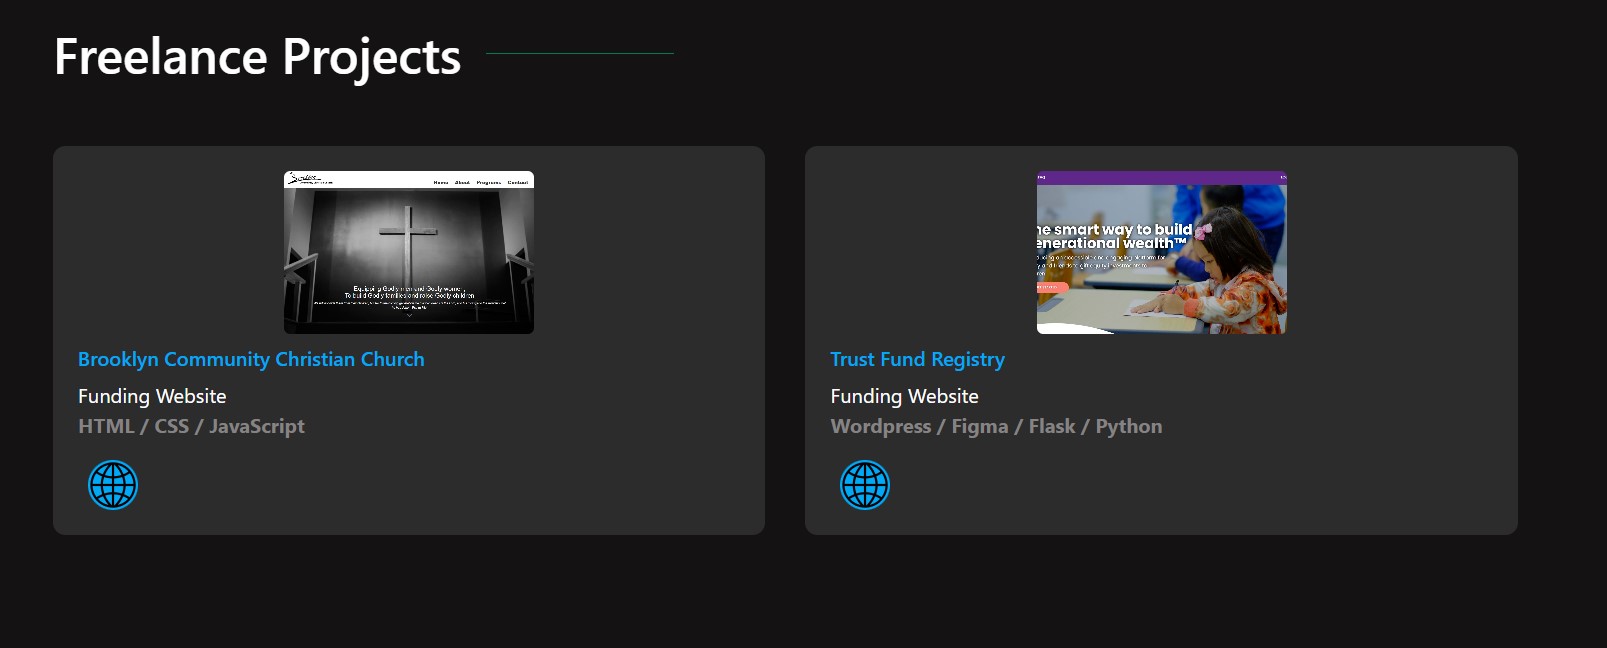 Freelance Projects
Home About Programs Contact
Equipping Godly men and Godly women,
To build Godly families and raise Godly children
he smart way to build
enerational wealth™
Brooklyn Community Christian Church
Funding Website
HTML / CSS / JavaScript
Trust Fund Registry
Funding Website
Wordpress / Figma / Flask / Python